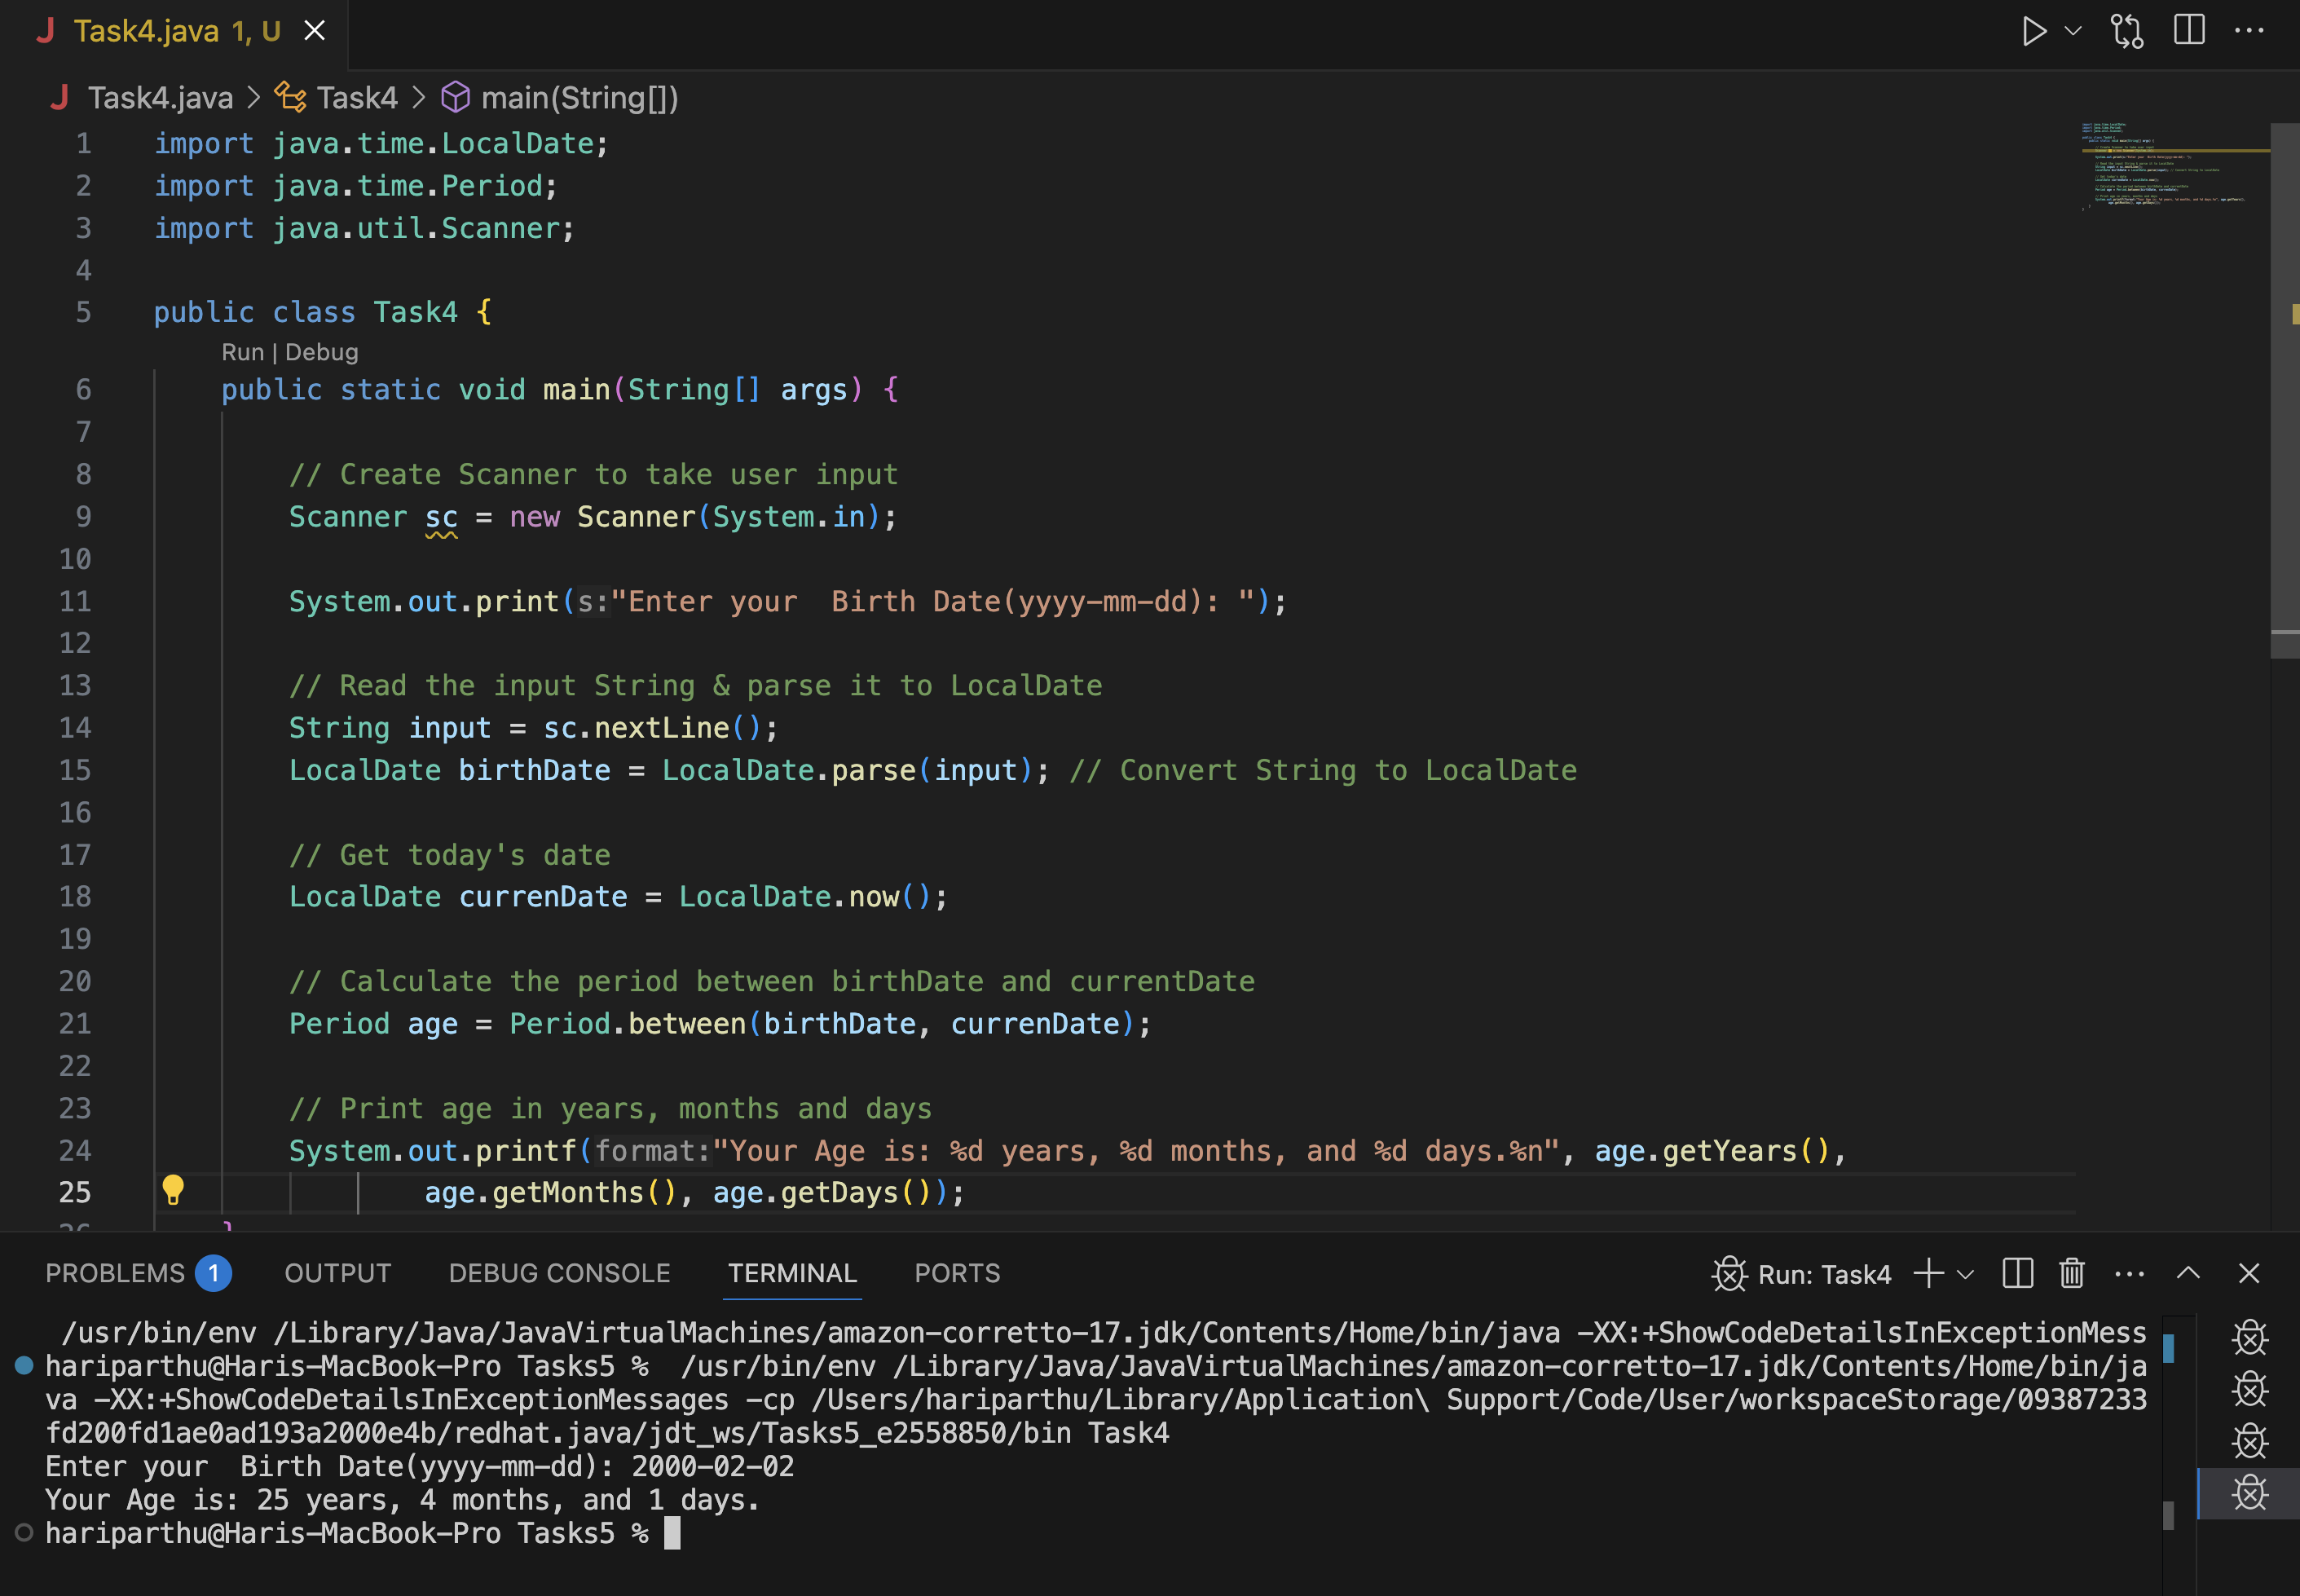 Task4.java 1, U
Task4.java > Task4 > main(String[])
1 import java.time.LocalDate;
2 import java.time.Period;
3 import java.util.Scanner;
4
5 public class Task4 {
Run | Debug
6 public static void main(String[] args) {
7
8 // Create Scanner to take user input
9 Scanner sc = new Scanner(System.in);
10
11 System.out.print(s:"Enter your  Birth Date(yyyy-mm-dd): ");
12
13 // Read the input String & parse it to LocalDate
14 String input = sc.nextLine();
15 LocalDate birthDate = LocalDate.parse(input); // Convert String to LocalDate
16
17 // Get today's date
18 LocalDate currenDate = LocalDate.now();
19
20 // Calculate the period between birthDate and currentDate
21 Period age = Period.between(birthDate, currenDate);
22
23 // Print age in years, months and days
24 System.out.printf(format:"Your Age is: %d years, %d months, and %d days.%n", age.getYears(),
25 age.getMonths(), age.getDays());
26 }
PROBLEMS 1 OUTPUT DEBUG CONSOLE TERMINAL PORTS Run: Task4
/usr/bin/env /Library/Java/JavaVirtualMachines/amazon-corretto-17.jdk/Contents/Home/bin/java -XX:+ShowCodeDetailsInExceptionMess
hariparthu@Haris-MacBook-Pro Tasks5 %  /usr/bin/env /Library/Java/JavaVirtualMachines/amazon-corretto-17.jdk/Contents/Home/bin/ja
va -XX:+ShowCodeDetailsInExceptionMessages -cp /Users/hariparthu/Library/Application\ Support/Code/User/workspaceStorage/09387233
fd200fd1ae0ad193a2000e4b/redhat.java/jdt_ws/Tasks5_e2558850/bin Task4
Enter your  Birth Date(yyyy-mm-dd): 2000-02-02
Your Age is: 25 years, 4 months, and 1 days.
hariparthu@Haris-MacBook-Pro Tasks5 %